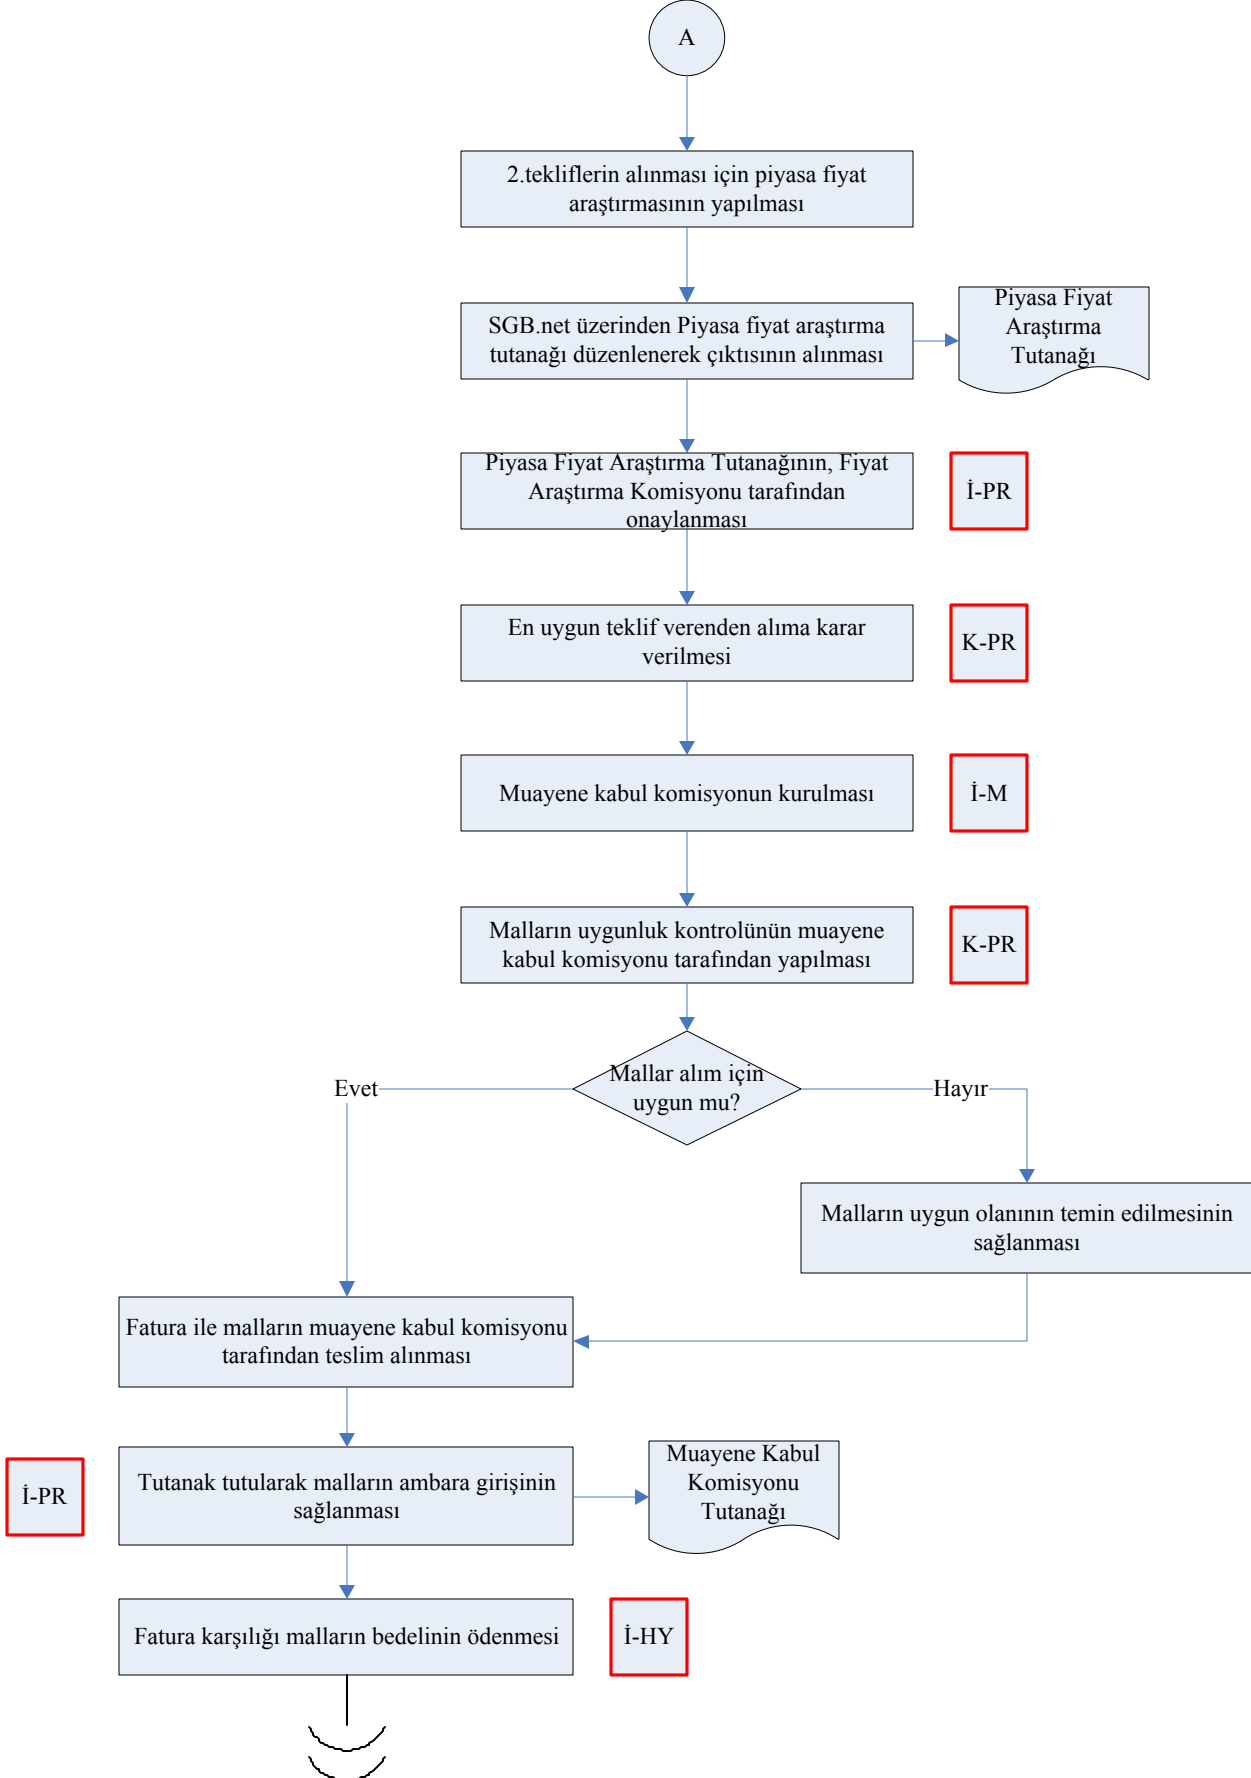 A
2.tekliflerin alınması için piyasa fiyat
araştırmasının yapılması
SGB.net üzerinden Piyasa fiyat araştırma
tutanağı düzenlenerek çıktısının alınması
Piyasa Fiyat
Araştırma
Tutanağı
Piyasa Fiyat Araştırma Tutanağının, Fiyat
Araştırma Komisyonu tarafından
onaylanması
İ-PR
En uygun teklif verenden alıma karar
verilmesi
K-PR
Muayene kabul komisyonun kurulması
İ-M
Malların uygunluk kontrolünün muayene
kabul komisyonu tarafından yapılması
K-PR
Mallar alım için
uygun mu?
Evet
Hayır
Malların uygun olanının temin edilmesinin
sağlanması
Fatura ile malların muayene kabul komisyonu
tarafından teslim alınması
İ-PR
Tutanak tutularak malların ambara girişinin
sağlanması
Muayene Kabul
Komisyonu
Tutanağı
Fatura karşılığı malların bedelinin ödenmesi
İ-HY